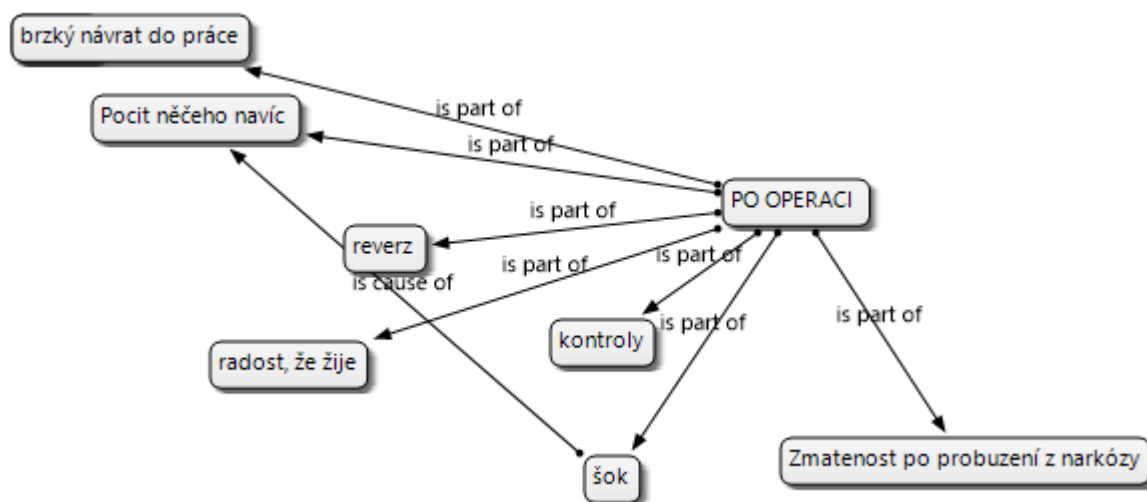 brzký návrat do práce
is part of
Pocit něčeho navíc
is part of
PO OPERACI
is part of
reverz
is part of
is part of
is cause of
is part of
is part of
kontroly
radost, že žije
Zmatenost po probuzení z narkózy
šok